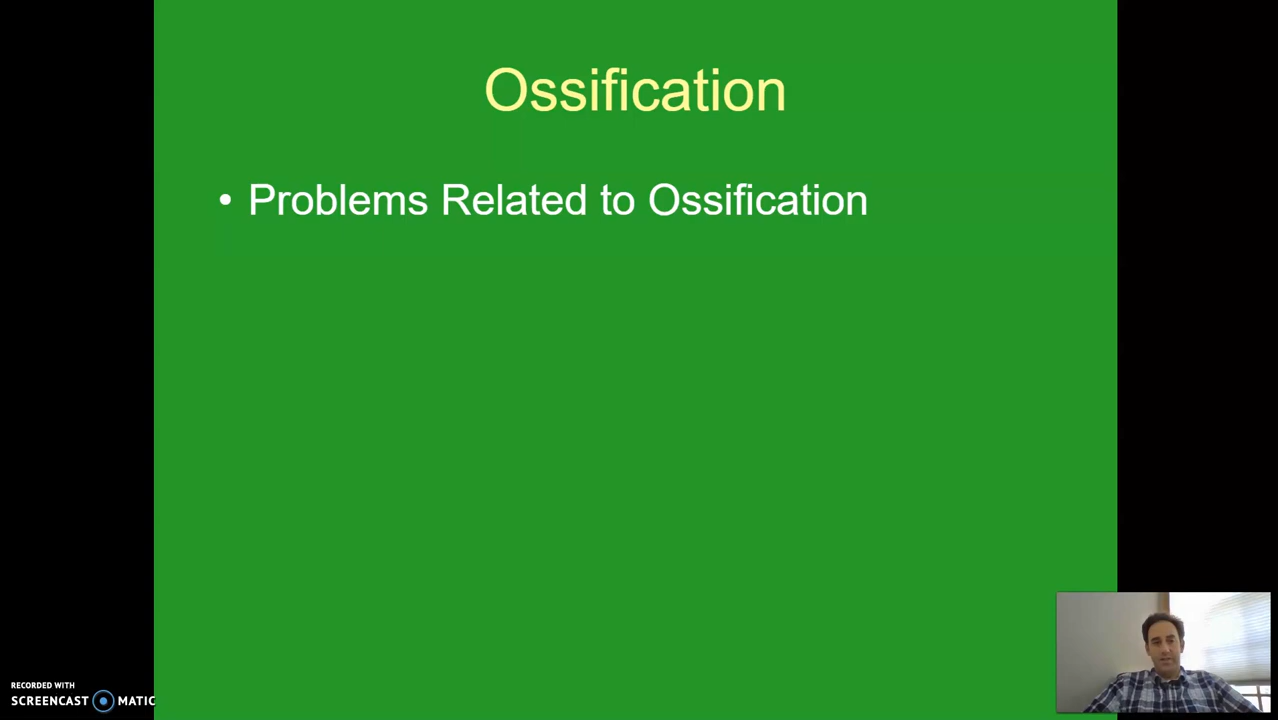 Ossification
• Problems Related to Ossification
RECORDED WITH
SCREENCAST MATIC